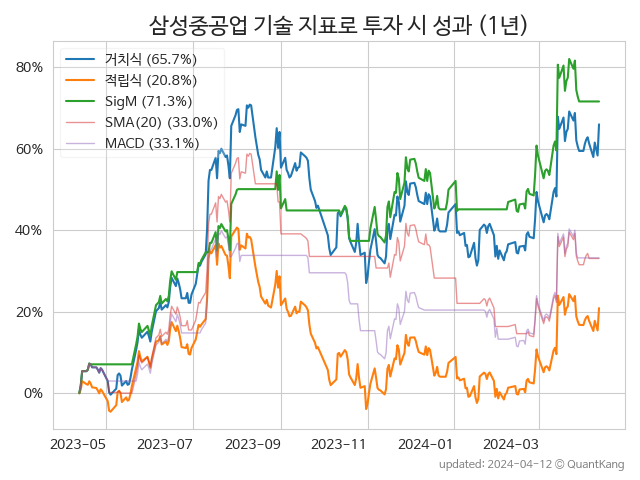 삼성중공업 기술 지표로 투자 시 성과 (1년)
거치식 (65.7%)
적립식 (20.8%)
SigM (71.3%)
SMA(20) (33.0%)
MACD (33.1%)
80%
60%
40%
20%
0%
2023-05 2023-07 2023-09 2023-11 2024-01 2024-03
updated: 2024-04-12 © QuantKang